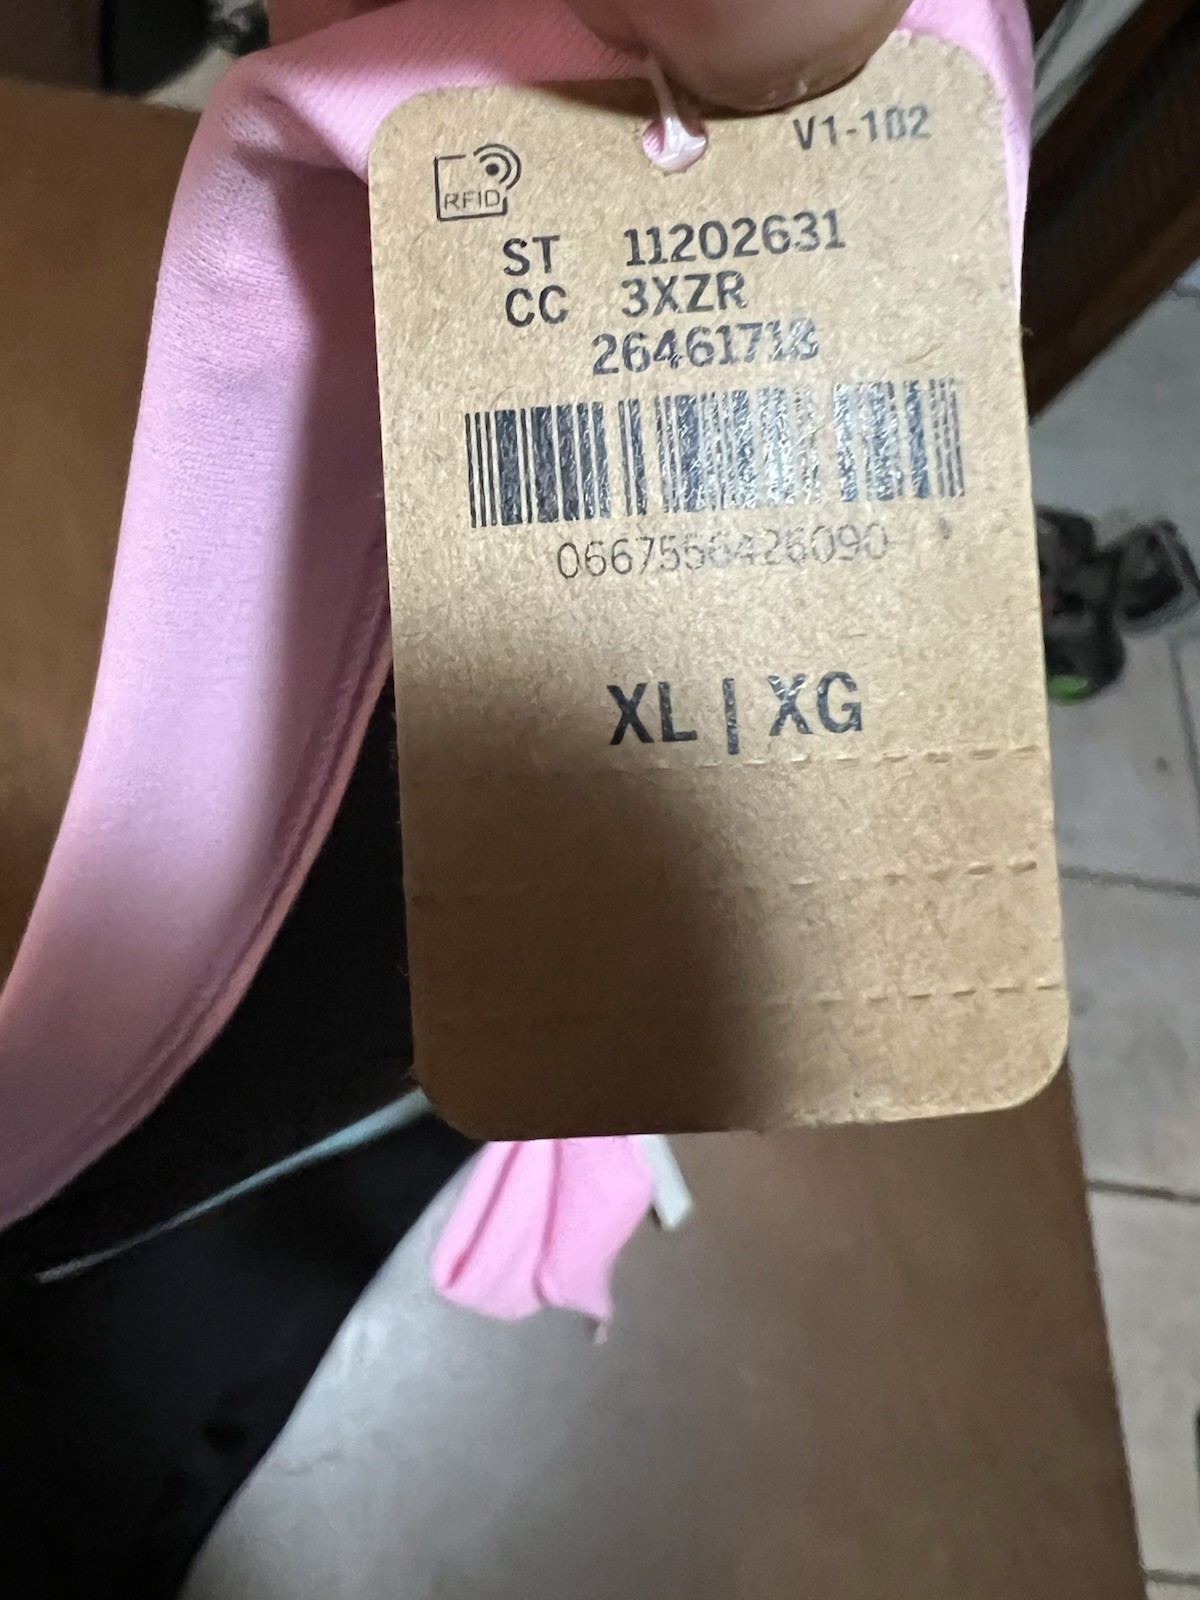 V1-102
RFID
ST 11202631
CC 3XZR
26461718
0667556426090
XL | XG